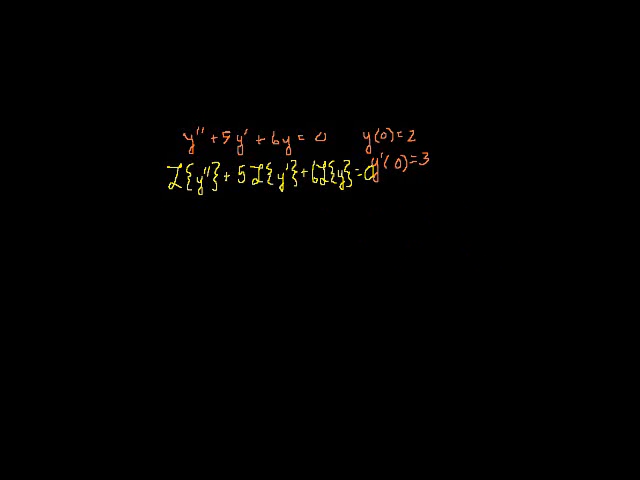 y'' + 5y' + 6y = 0 y(0) = 2
y'(0) = 3
ℒ{y''} + 5ℒ{y'} + 6ℒ{y} = 0